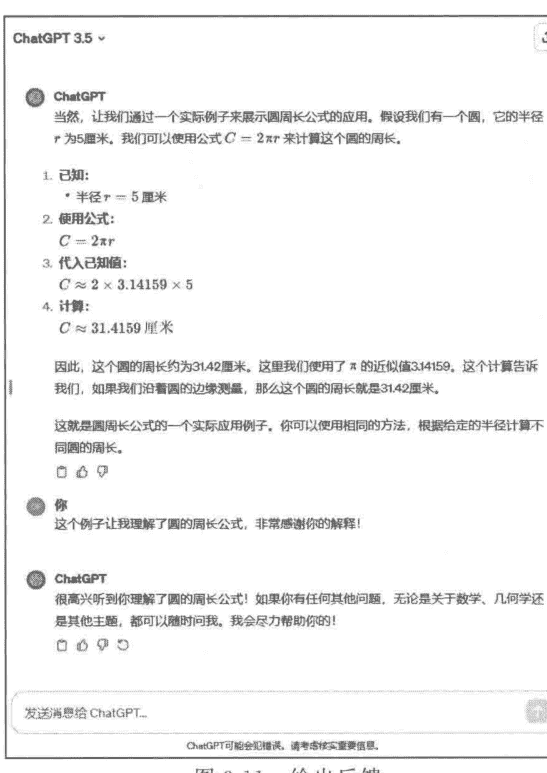 ChatGPT 3.5
ChatGPT
当然，让我们通过一个实际例子来展示圆周长公式的应用。假设我们有一个圆，它的半径
r 为5厘米。我们可以使用公式 C = 2πr 来计算这个圆的周长。
1. 已知：
• 半径 r = 5 厘米
2. 使用公式：
C = 2πr
3. 代入已知值：
C ≈ 2 × 3.14159 × 5
4. 计算：
C ≈ 31.4159 厘米
因此，这个圆的周长约为31.42厘米。这里我们使用了 π 的近似值3.14159。这个计算告诉
我们，如果我们沿着圆的边缘测量，那么这个圆的周长就是31.42厘米。
这就是圆周长公式的一个实际应用例子。你可以使用相同的方法，根据给定的半径计算不
同圆的周长。
你
这个例子让我理解了圆的周长公式，非常感谢你的解释！
ChatGPT
很高兴听到你理解了圆的周长公式！如果你有任何其他问题，无论是关于数学、几何学还
是其他主题，都可以随时问我。我会尽力帮助你的！
发送消息给 ChatGPT...
ChatGPT可能会犯错误。请考虑核实重要信息。